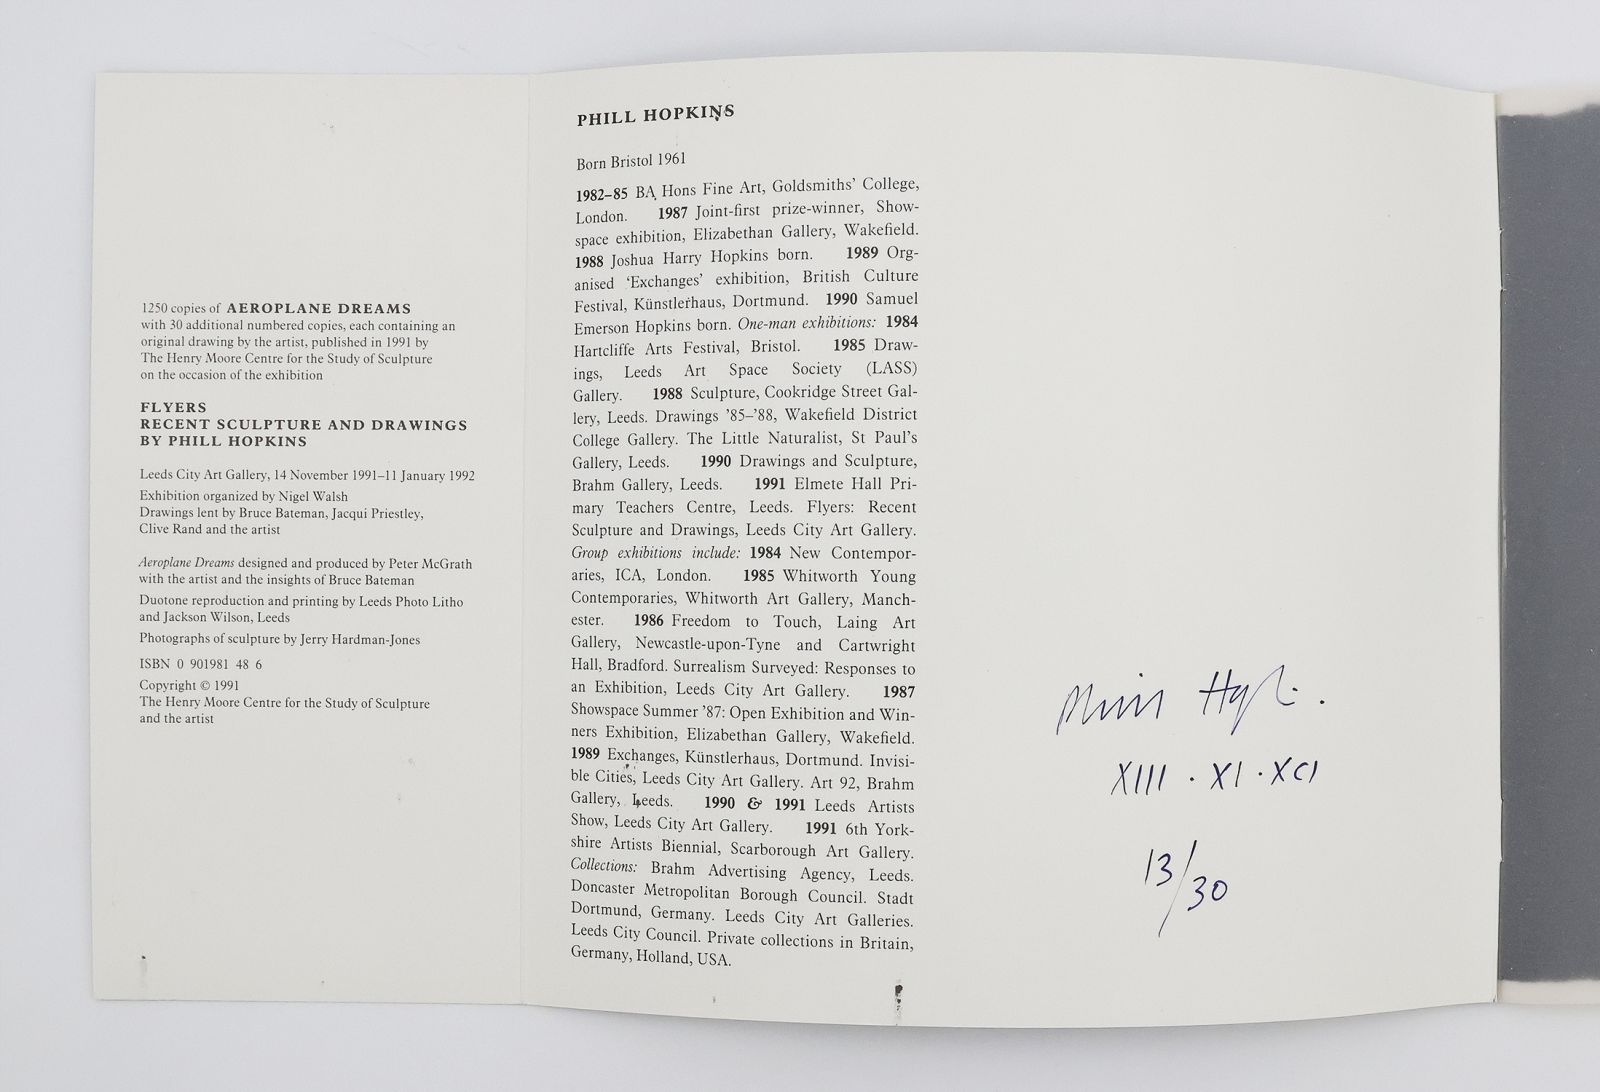 1250 copies of AEROPLANE DREAMS
with 30 additional numbered copies, each containing an
original drawing by the artist, published in 1991 by
The Henry Moore Centre for the Study of Sculpture
on the occasion of the exhibition
FLYERS
RECENT SCULPTURE AND DRAWINGS
BY PHILL HOPKINS
Leeds City Art Gallery, 14 November 1991–11 January 1992
Exhibition organized by Nigel Walsh
Drawings lent by Bruce Bateman, Jacqui Priestley,
Clive Rand and the artist
Aeroplane Dreams designed and produced by Peter McGrath
with the artist and the insights of Bruce Bateman
Duotone reproduction and printing by Leeds Photo Litho
and Jackson Wilson, Leeds
Photographs of sculpture by Jerry Hardman-Jones
ISBN 0 901981 48 6
Copyright © 1991
The Henry Moore Centre for the Study of Sculpture
and the artist
PHILL HOPKINS
Born Bristol 1961
1982–85 BA Hons Fine Art, Goldsmiths' College,
London. 1987 Joint-first prize-winner, Show-
space exhibition, Elizabethan Gallery, Wakefield.
1988 Joshua Harry Hopkins born. 1989 Org-
anised 'Exchanges' exhibition, British Culture
Festival, Künstlerhaus, Dortmund. 1990 Samuel
Emerson Hopkins born. One-man exhibitions: 1984
Hartcliffe Arts Festival, Bristol. 1985 Draw-
ings, Leeds Art Space Society (LASS)
Gallery. 1988 Sculpture, Cookridge Street Gal-
lery, Leeds. Drawings '85–'88, Wakefield District
College Gallery. The Little Naturalist, St Paul's
Gallery, Leeds. 1990 Drawings and Sculpture,
Brahm Gallery, Leeds. 1991 Elmete Hall Pri-
mary Teachers Centre, Leeds. Flyers: Recent
Sculpture and Drawings, Leeds City Art Gallery.
Group exhibitions include: 1984 New Contempor-
aries, ICA, London. 1985 Whitworth Young
Contemporaries, Whitworth Art Gallery, Manch-
ester. 1986 Freedom to Touch, Laing Art
Gallery, Newcastle-upon-Tyne and Cartwright
Hall, Bradford. Surrealism Surveyed: Responses to
an Exhibition, Leeds City Art Gallery. 1987
Showspace Summer '87: Open Exhibition and Win-
ners Exhibition, Elizabethan Gallery, Wakefield.
1989 Exchanges, Künstlerhaus, Dortmund. Invisi-
ble Cities, Leeds City Art Gallery. Art 92, Brahm
Gallery, Leeds. 1990 & 1991 Leeds Artists
Show, Leeds City Art Gallery. 1991 6th York-
shire Artists Biennial, Scarborough Art Gallery.
Collections: Brahm Advertising Agency, Leeds.
Doncaster Metropolitan Borough Council. Stadt
Dortmund, Germany. Leeds City Art Galleries.
Leeds City Council. Private collections in Britain,
Germany, Holland, USA.
XIII · XI · XCI
13/30